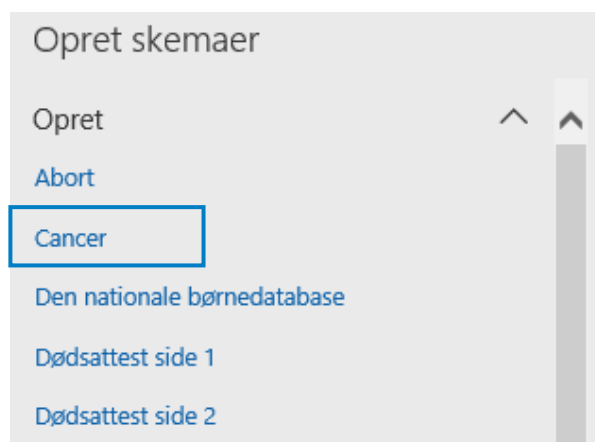 Opret skemaer
Opret
Abort
Cancer
Den nationale børnedatabase
Dødsattest side 1
Dødsattest side 2